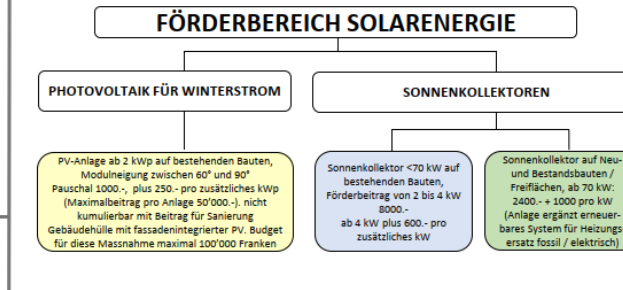 FÖRDERBEREICH SOLARENERGIE
PHOTOVOLTAIK FÜR WINTERSTROM
SONNENKOLLEKTOREN
PV-Anlage ab 2 kWp auf bestehenden Bauten,
Modulneigung zwischen 60° und 90°
Pauschal 1000.-, plus 250.- pro zusätzliches kWp
(Maximalbeitrag pro Anlage 50'000.-). nicht
kumulierbar mit Beitrag für Sanierung
Gebäudehülle mit fassadenintegrierter PV. Budget
für diese Massnahme maximal 100'000 Franken
Sonnenkollektor <70 kW auf
bestehenden Bauten,
Förderbeitrag von 2 bis 4 kW
8000.-
ab 4 kW plus 600.- pro
zusätzliches kW
Sonnenkollektor auf Neu-
und Bestandsbauten /
Freiflächen, ab 70 kW:
2400.- + 1000 pro kW
(Anlage ergänzt erneuer-
bares System für Heizungs-
ersatz fossil / elektrisch)